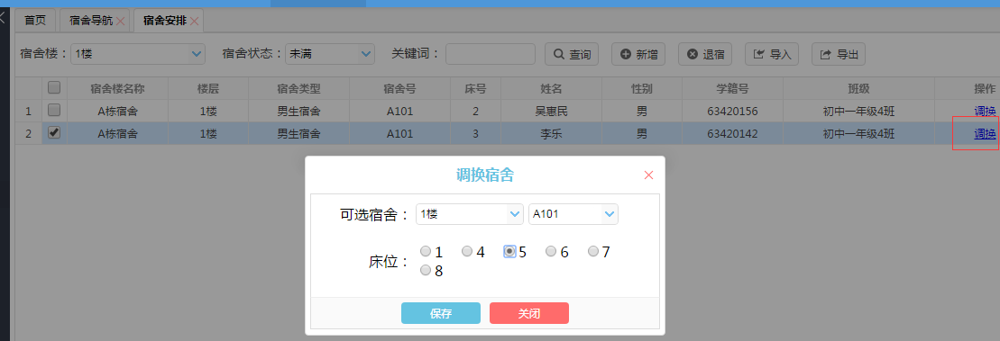 首页 宿舍导航 宿舍安排
宿舍楼：1楼 宿舍状态：未满 关键词： 查询 新增 退宿 导入 导出
宿舍楼名称 楼层 宿舍类型 宿舍号 床号 姓名 性别 学籍号 班级 操作
1 A栋宿舍 1楼 男生宿舍 A101 2 吴惠民 男 63420156 初中一年级4班 调换
2 A栋宿舍 1楼 男生宿舍 A101 3 李乐 男 63420142 初中一年级4班 调换
调换宿舍
可选宿舍： 1楼 A101
床位： 1 4 5 6 7
8
保存 关闭